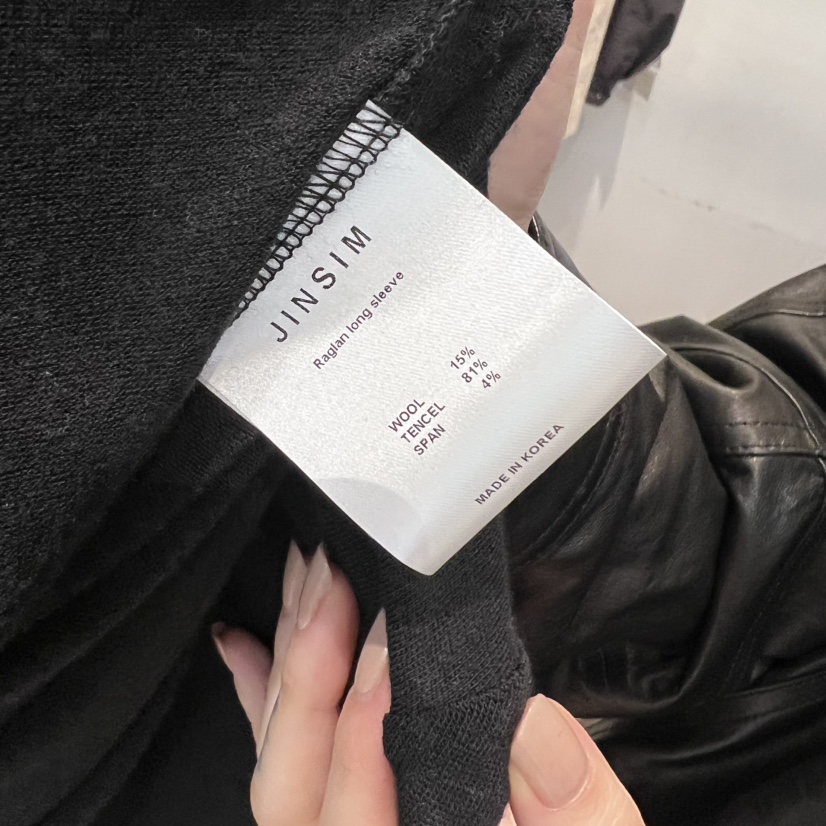 JINSIM
Raglan long sleeve
WOOL 15%
TENCEL 81%
SPAN 4%
MADE IN KOREA